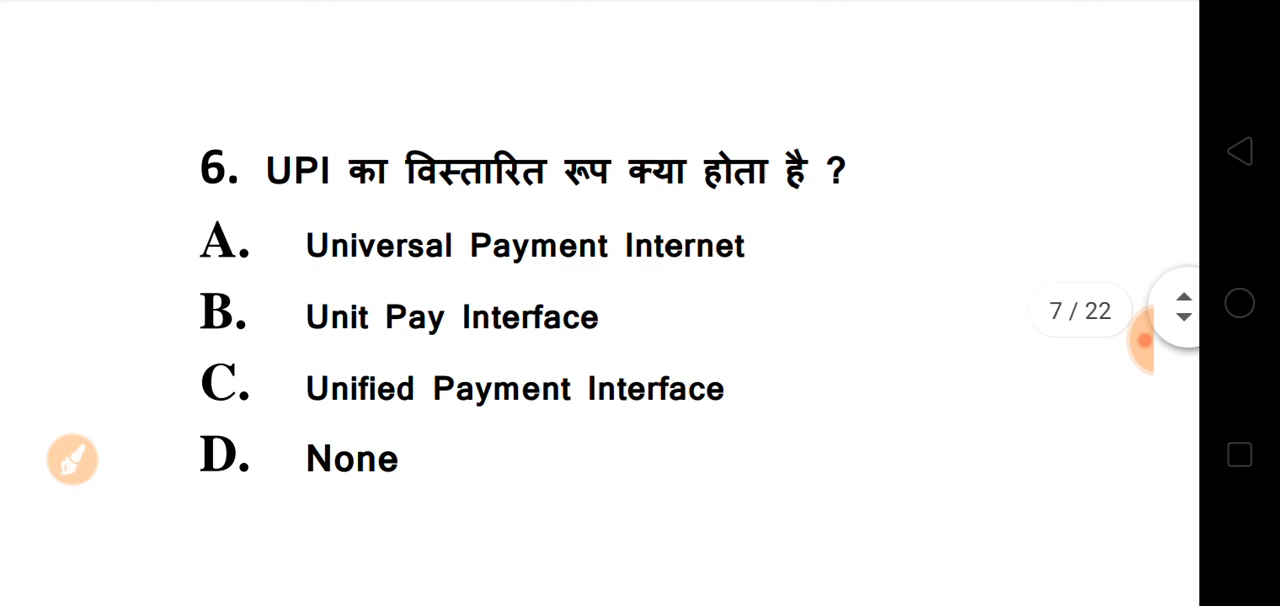 6. UPI का विस्तारित रूप क्या होता है ?
A. Universal Payment Internet
B. Unit Pay Interface
C. Unified Payment Interface
D. None
7 / 22